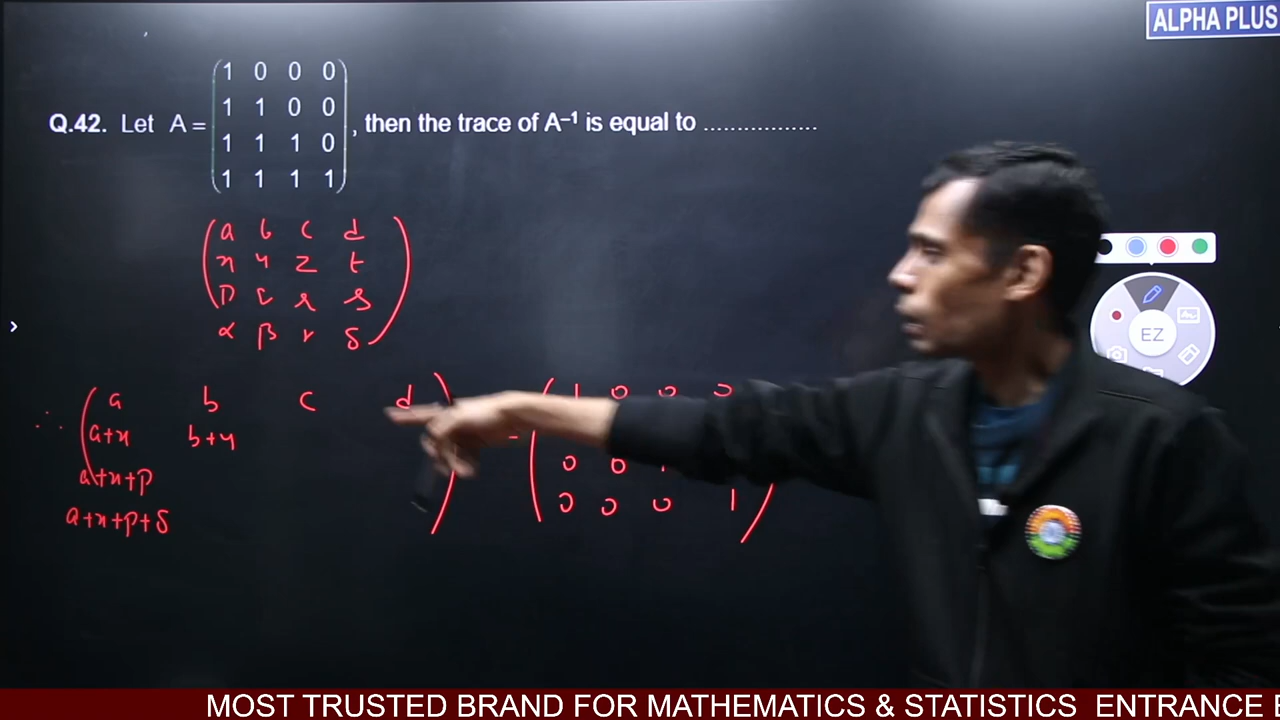 ALPHA PLUS
Q.42. Let A = (1 0 0 0
1 1 0 0
1 1 1 0
1 1 1 1), then the trace of A⁻¹ is equal to .................
(a b c d
x y z t
p q r s
α β γ δ)
∴ (a b c d) (1 0 0 0
a+x b+y
a+x+p 0 0 1
a+x+p+δ 0 0 0 1)
EZ
MOST TRUSTED BRAND FOR MATHEMATICS & STATISTICS ENTRANCE